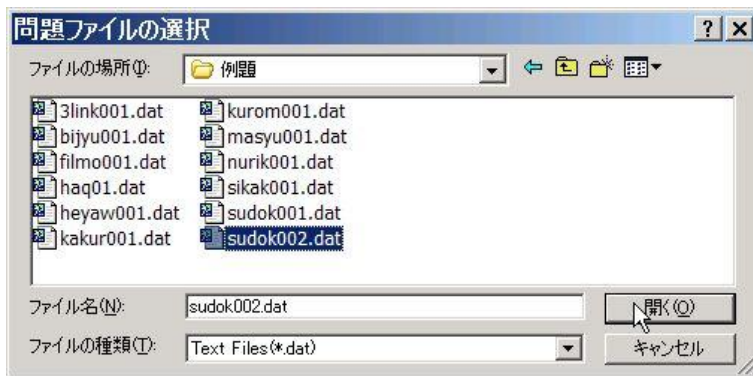 問題ファイルの選択
ファイルの場所(I):
例題
3link001.dat
bijyu001.dat
filmo001.dat
haq01.dat
heyaw001.dat
kakur001.dat
kurom001.dat
masyu001.dat
nurik001.dat
sikak001.dat
sudok001.dat
sudok002.dat
ファイル名(N):
sudok002.dat
開く(O)
ファイルの種類(T):
Text Files(*.dat)
キャンセル